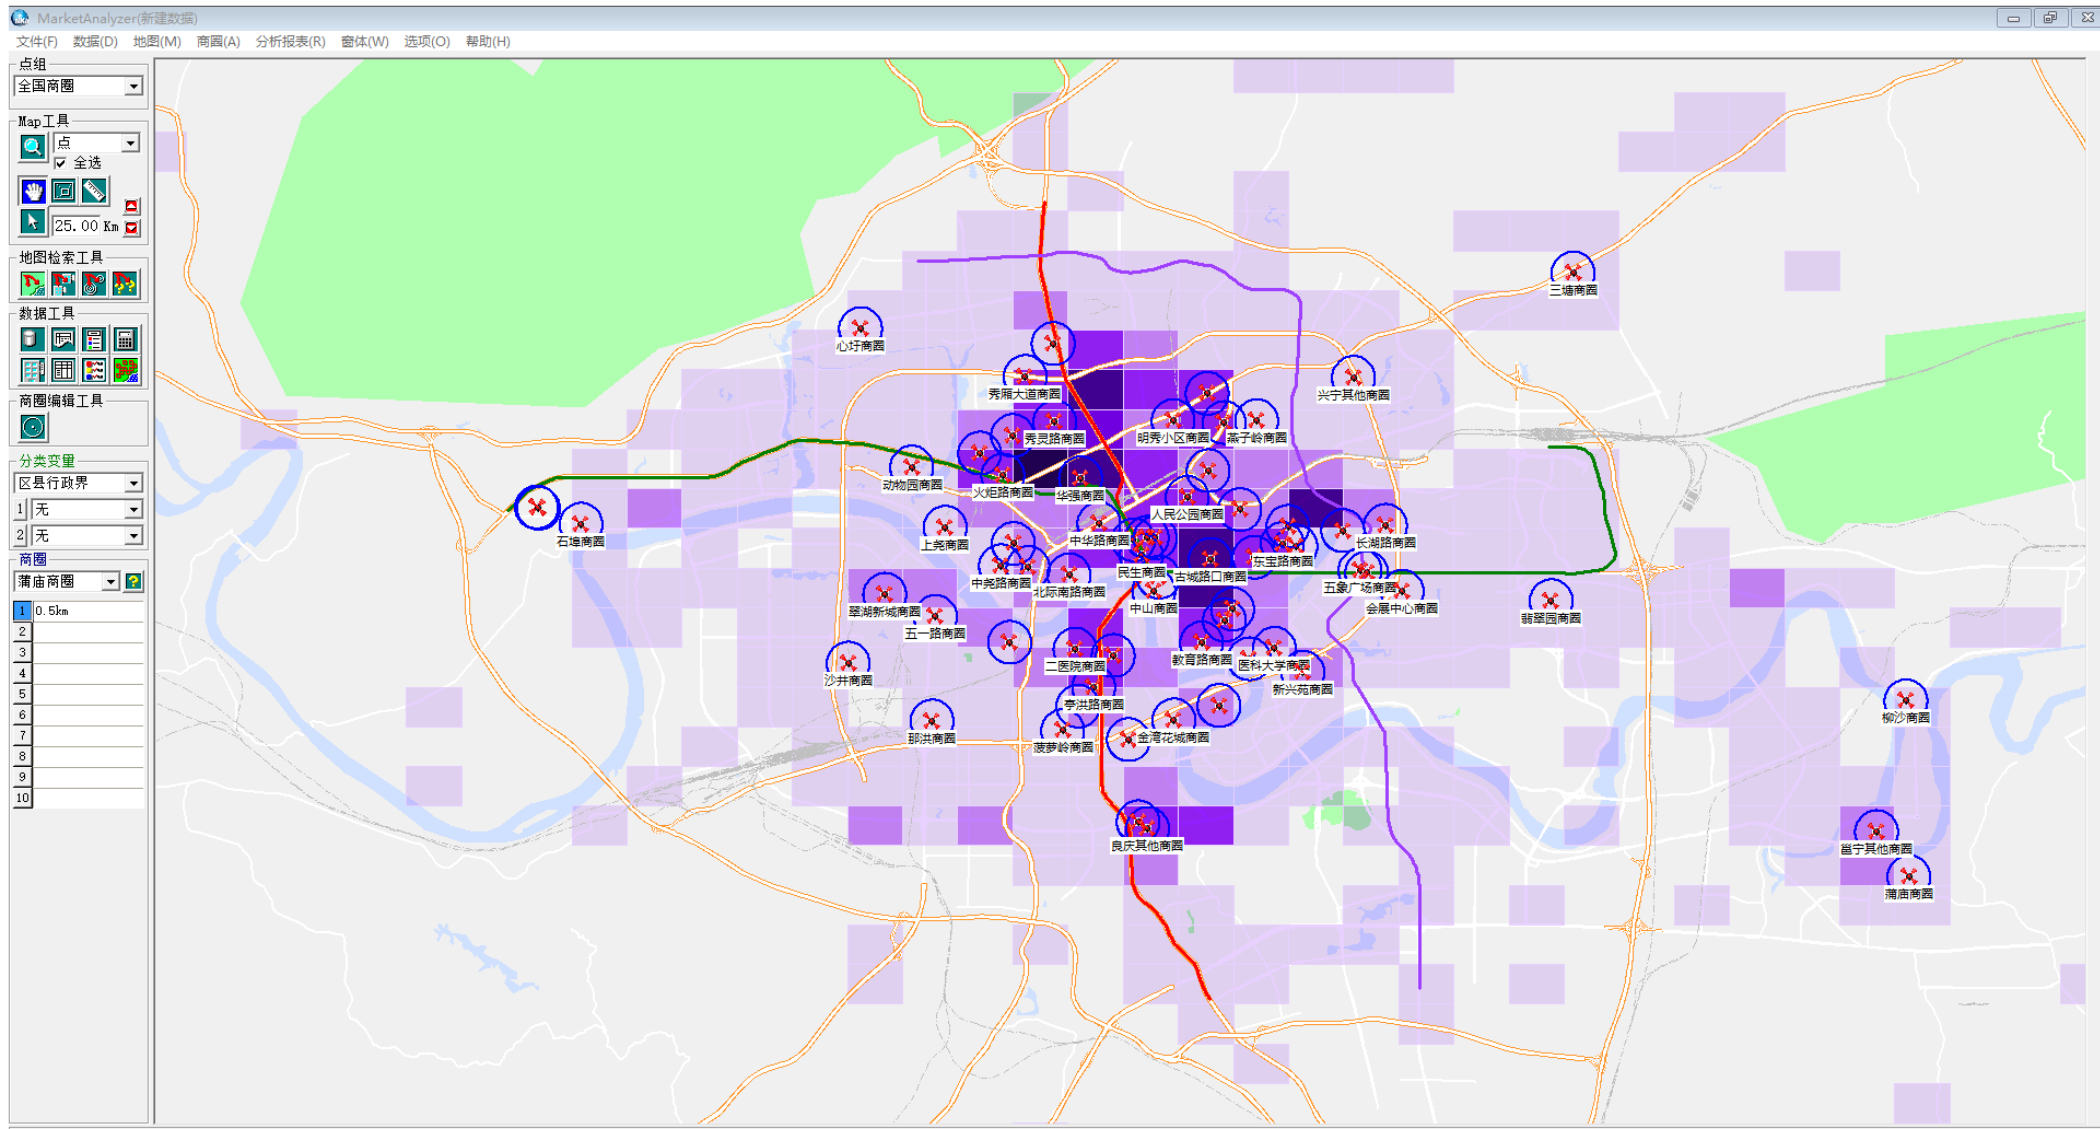 MarketAnalyzer(新建数据)
文件(F) 数据(D) 地图(M) 商圈(A) 分析报表(R) 窗体(W) 选项(O) 帮助(H)
点组
全国商圈
Map工具
点
全选
25.00 Km
地图检索工具
数据工具
商圈编辑工具
分类变量
区县行政界
1 无
2 无
商圈
蒲庙商圈
1 0.5km
2
3
4
5
6
7
8
9
10
三塘商圈
心圩商圈
秀厢大道商圈
兴宁其他商圈
秀灵路商圈
明秀小区商圈
燕子岭商圈
动物园商圈
火炬路商圈
华强商圈
人民公园商圈
石埠商圈
上尧商圈
中华路商圈
长湖路商圈
东宝路商圈
民生商圈
古城路口商圈
中尧路商圈
北际南路商圈
五象广场商圈
翠湖新城商圈
中山商圈
会展中心商圈
翡翠园商圈
五一路商圈
二医院商圈
教育路商圈
医科大学商圈
沙井商圈
新兴苑商圈
亭洪路商圈
柳沙商圈
那洪商圈
菠萝岭商圈
金湾花城商圈
良庆其他商圈
邕宁其他商圈
蒲庙商圈